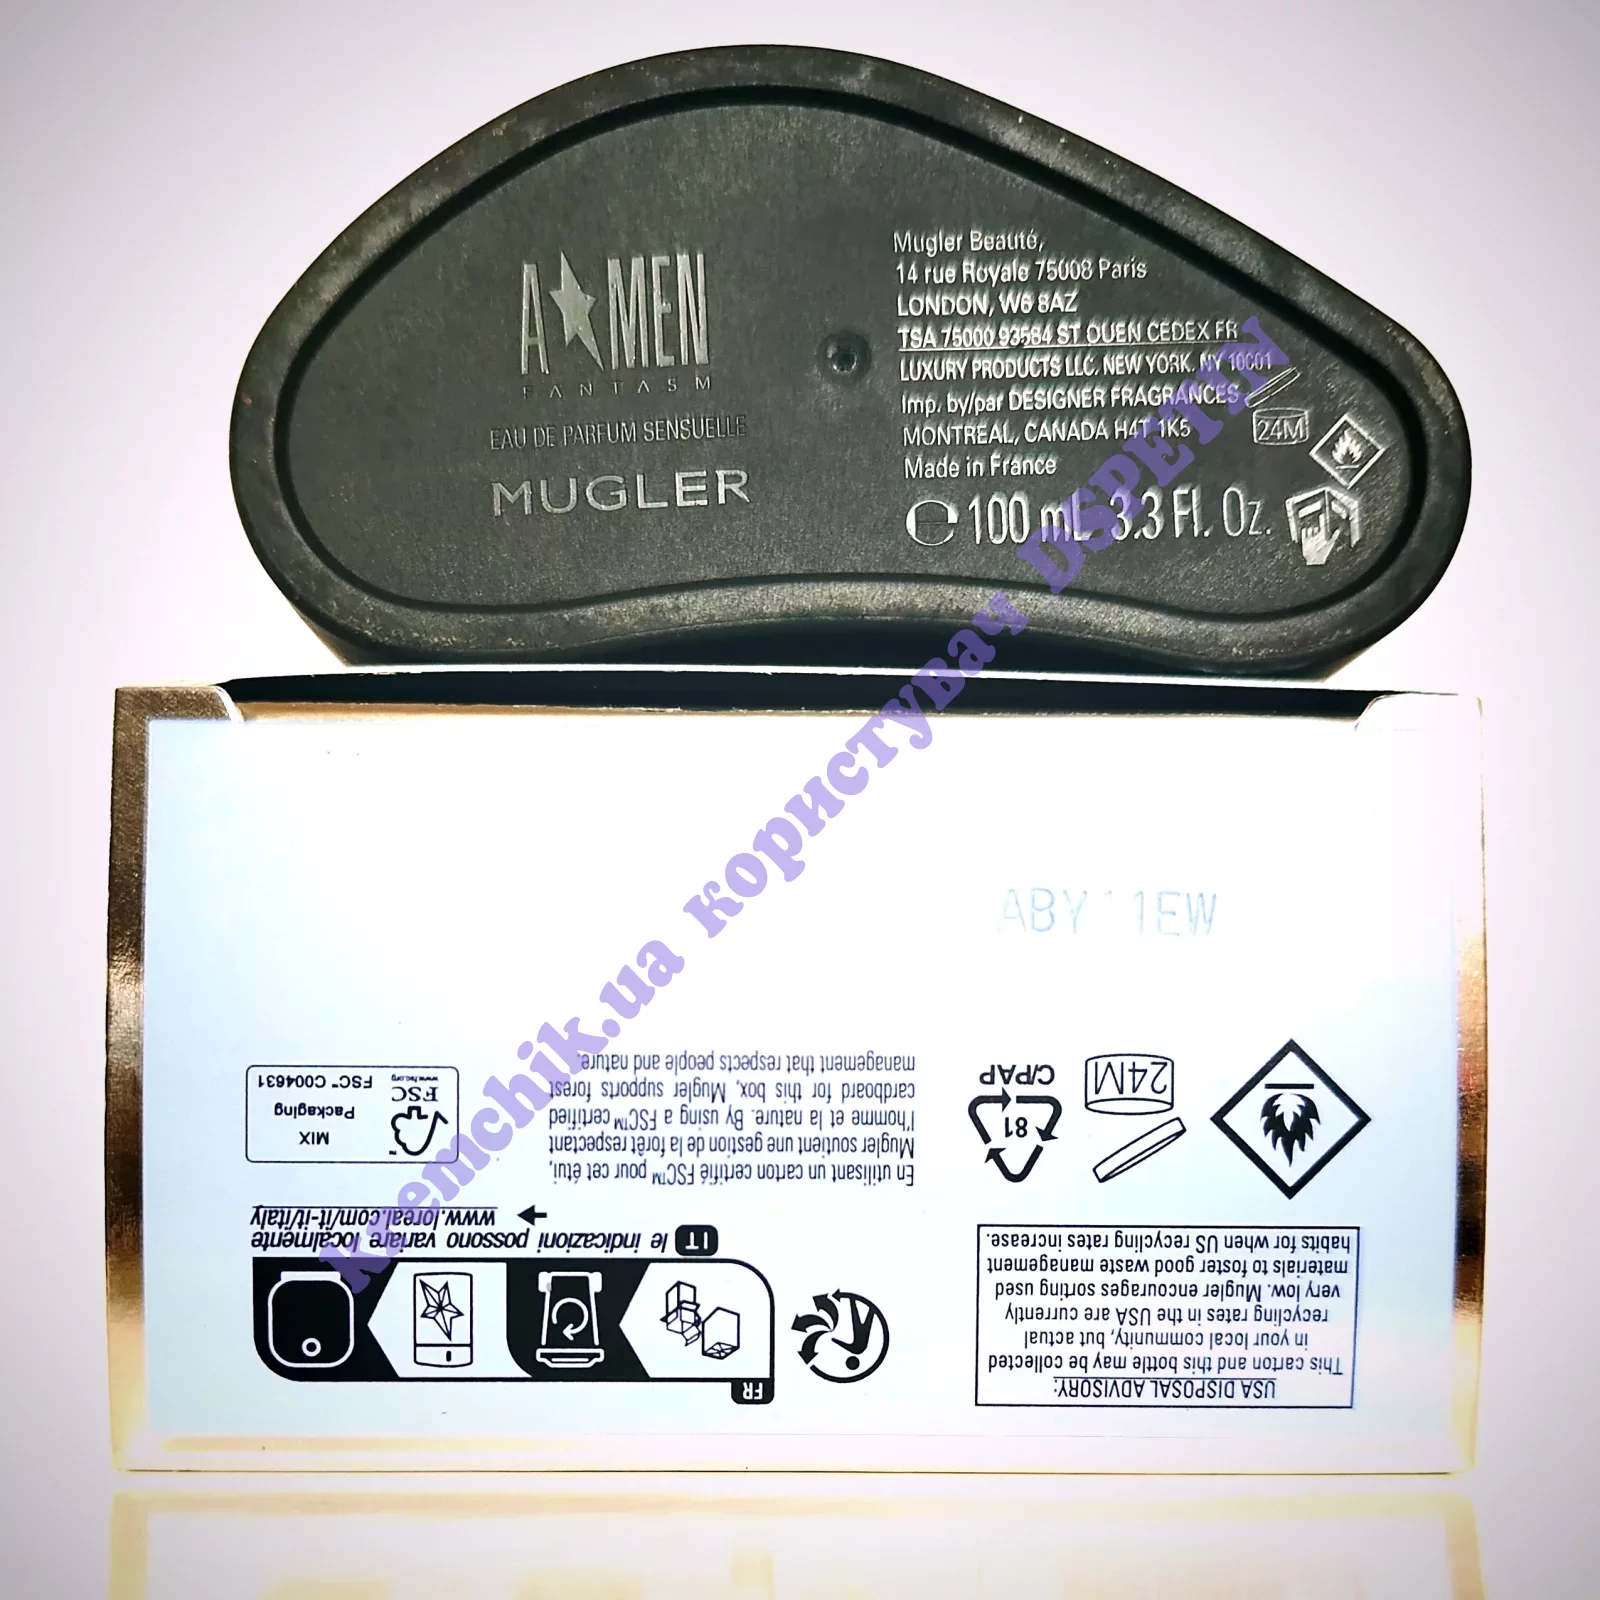 A★MEN
FANTASM
EAU DE PARFUM SENSUELLE
MUGLER
Mugler Beauté,
14 rue Royale 75008 Paris
LONDON, W6 8AZ
TSA 75000 93584 ST OUEN CEDEX FR
LUXURY PRODUCTS LLC. NEW YORK. NY 10001
Imp. by/par DESIGNER FRAGRANCES
MONTREAL, CANADA H4T 1K5
Made in France
100 mL 3.3 Fl. Oz.
24M
kremchik.ua користувач DSPETIN
ABY 11EW
USA DISPOSAL ADVISORY:
This carton and this bottle may be collected
in your local community, but actual
recycling rates in the USA are currently
very low. Mugler encourages sorting used
materials to foster good waste management
habits for when US recycling rates increase.
FR
IT le indicazioni possono variare localmente
www.loreal.com/it-it/italy
En utilisant un carton certifié FSC™ pour cet étui,
Mugler soutient une gestion de la forêt respectant
l'homme et la nature. By using a FSC™ certified
cardboard for this box, Mugler supports forest
management that respects people and nature.
81
C/PAP
24M
™
FSC
www.fsc.org
MIX
Packaging
FSC™ C004631